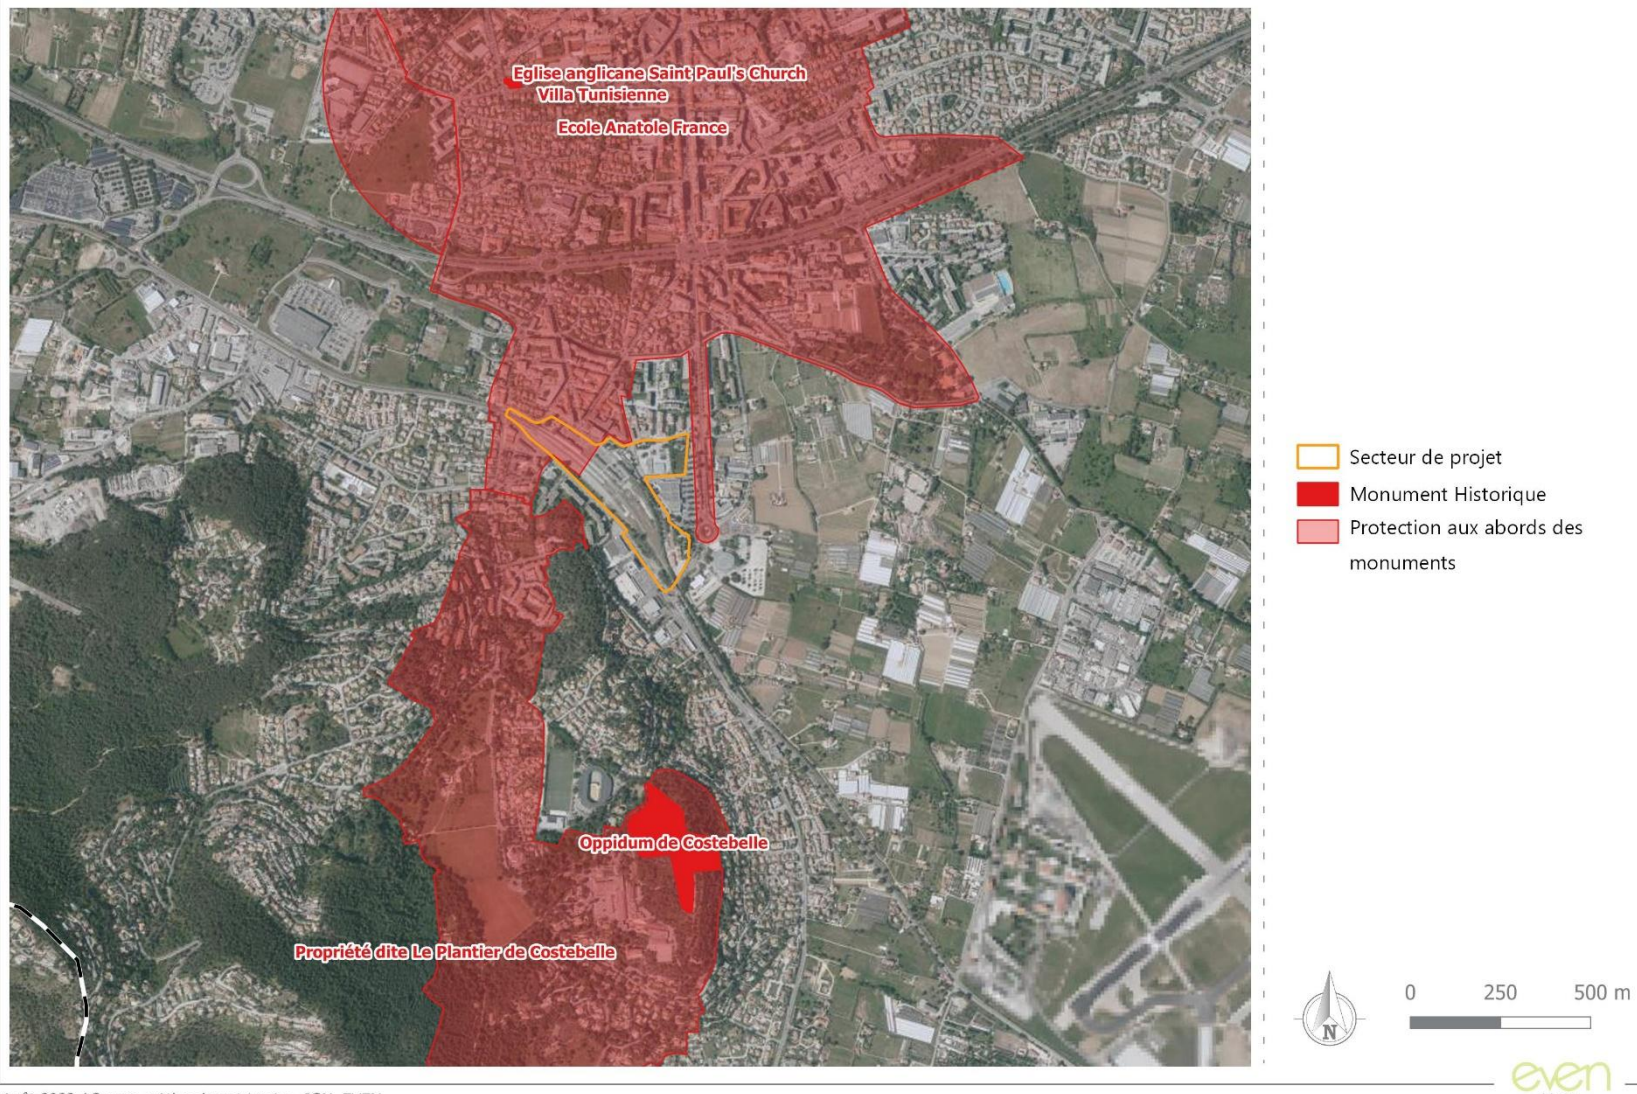 Eglise anglicane Saint Paul's Church
Villa Tunisienne
Ecole Anatole France
Secteur de projet
Monument Historique
Protection aux abords des
monuments
Oppidum de Costebelle
Propriété dite Le Plantier de Costebelle
N
0 250 500 m
even